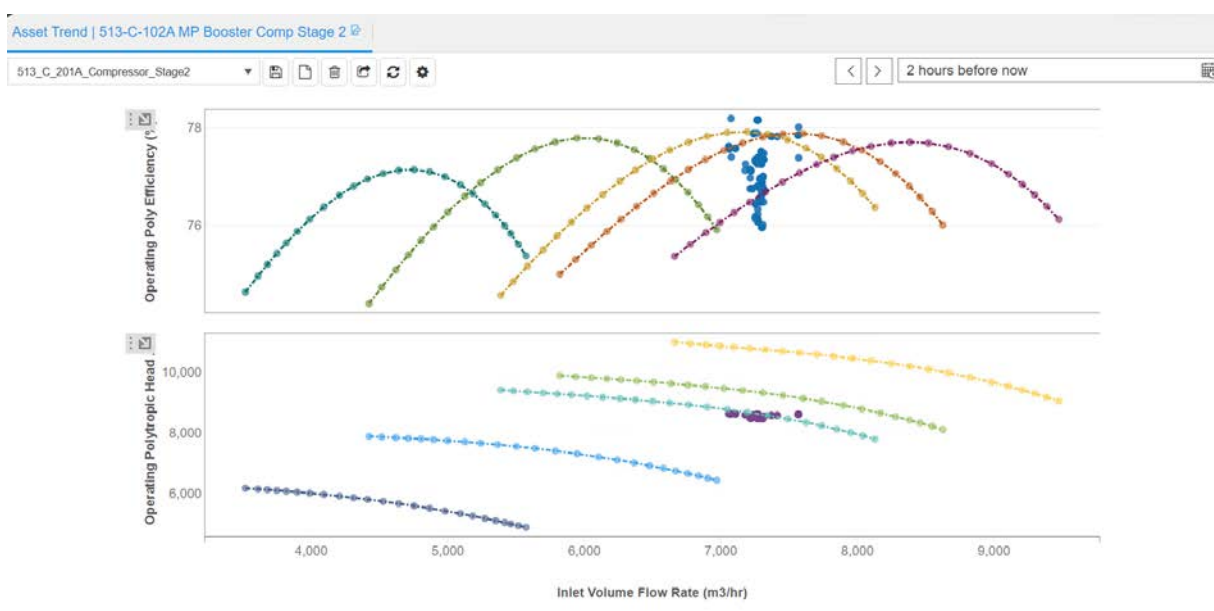 Asset Trend | 513-C-102A MP Booster Comp Stage 2
513_C_201A_Compressor_Stage2
2 hours before now
Operating Poly Efficiency (%
78
76
Operating Polytropic Head
10,000
8,000
6,000
4,000 5,000 6,000 7,000 8,000 9,000
Inlet Volume Flow Rate (m3/hr)